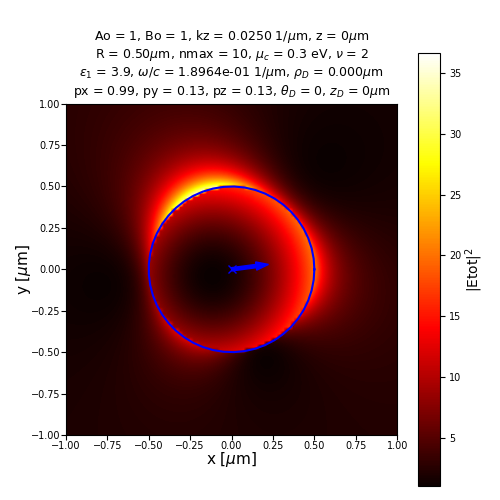 Ao = 1, Bo = 1, kz = 0.0250 1/μm, z = 0μm
R = 0.50μm, nmax = 10, μc = 0.3 eV, ν = 2
ε1 = 3.9, ω/c = 1.8964e-01 1/μm, ρD = 0.000μm
px = 0.99, py = 0.13, pz = 0.13, θD = 0, zD = 0μm
1.00
0.75
0.50
0.25
0.00
−0.25
−0.50
−0.75
−1.00
y [μm]
−1.00 −0.75 −0.50 −0.25 0.00 0.25 0.50 0.75 1.00
x [μm]
35
30
25
20
15
10
5
|Etot|²